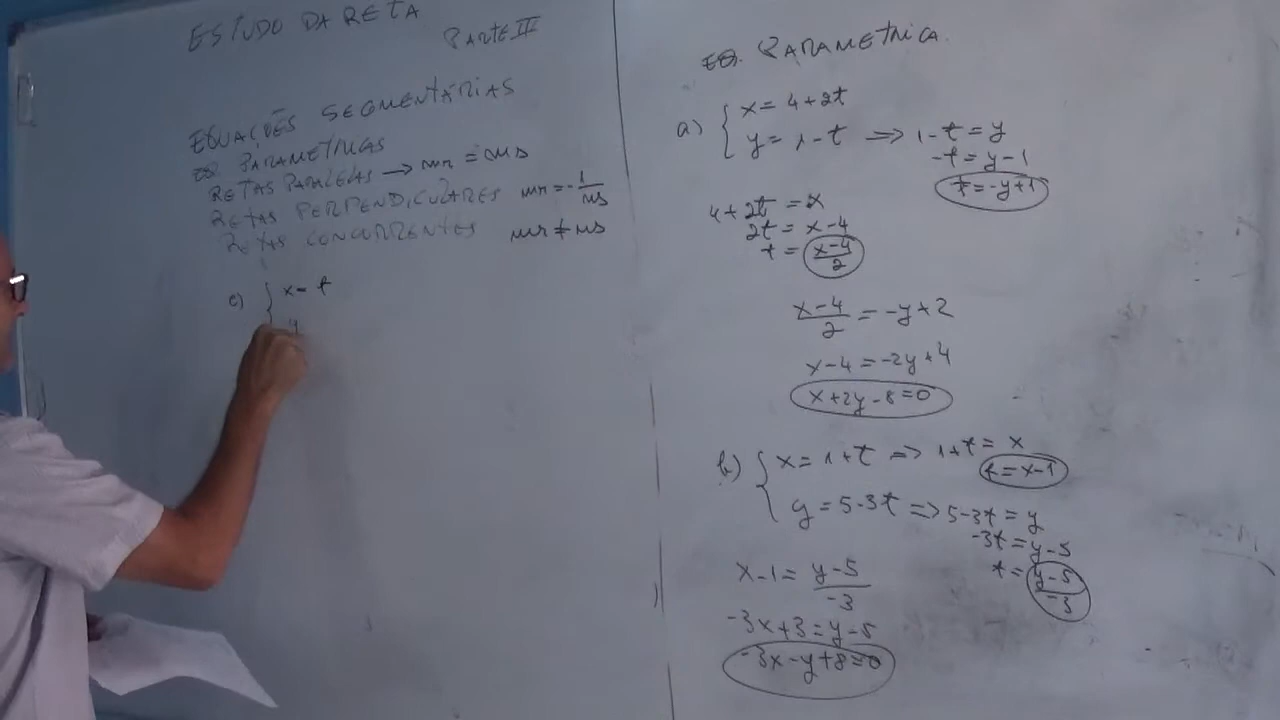 ESTUDO DA RETA
PARTE III
EQUAÇÕES SEGMENTÁRIAS
EQ. PARAMETRICAS
RETAS PARALELAS → mr = ms
RETAS PERPENDICULARES mr = -1/ms
RETAS CONCORRENTES mr ≠ ms
c) { x = t
y
EQ. PARAMETRICA.
a) { x = 4+2t
y = 1-t ⇒ 1-t = y
-t = y-1
t = -y+1
4+2t = x
2t = x-4
t = x-4/2
x-4/2 = -y+2
x-4 = -2y+4
x+2y-8=0
b) { x = 1+t ⇒ 1+t = x
t = x-1
y = 5-3t ⇒ 5-3t = y
-3t = y-5
t = y-5/-3
x-1 = y-5/-3
-3x+3 = y-5
-3x-y+8=0